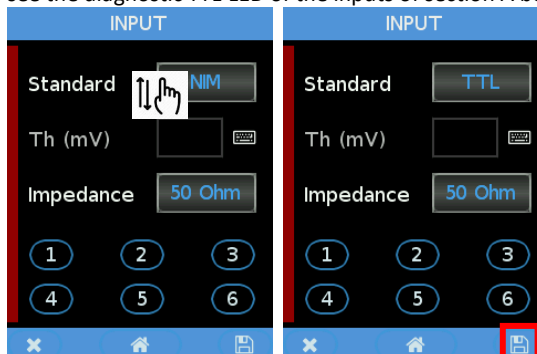 INPUT
Standard NIM
Th (mV)
Impedance 50 Ohm
1 2 3
4 5 6
INPUT
Standard TTL
Th (mV)
Impedance 50 Ohm
1 2 3
4 5 6